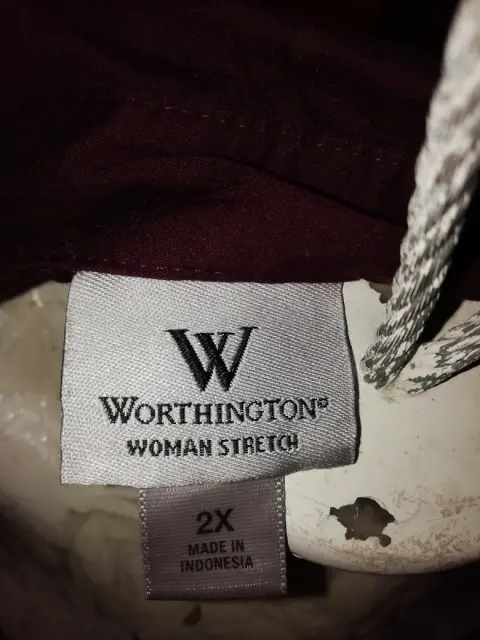 W
WORTHINGTON®
WOMAN STRETCH
2X
MADE IN
INDONESIA